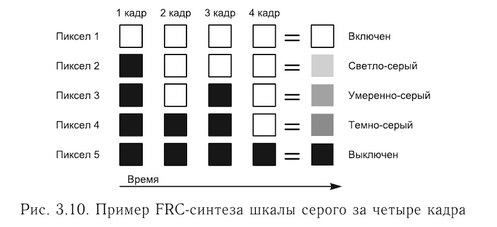 1 кадр 2 кадр 3 кадр 4 кадр
Пиксел 1 = Включен
Пиксел 2 = Светло-серый
Пиксел 3 = Умеренно-серый
Пиксел 4 = Темно-серый
Пиксел 5 = Выключен
Время
Рис. 3.10. Пример FRC-синтеза шкалы серого за четыре кадра